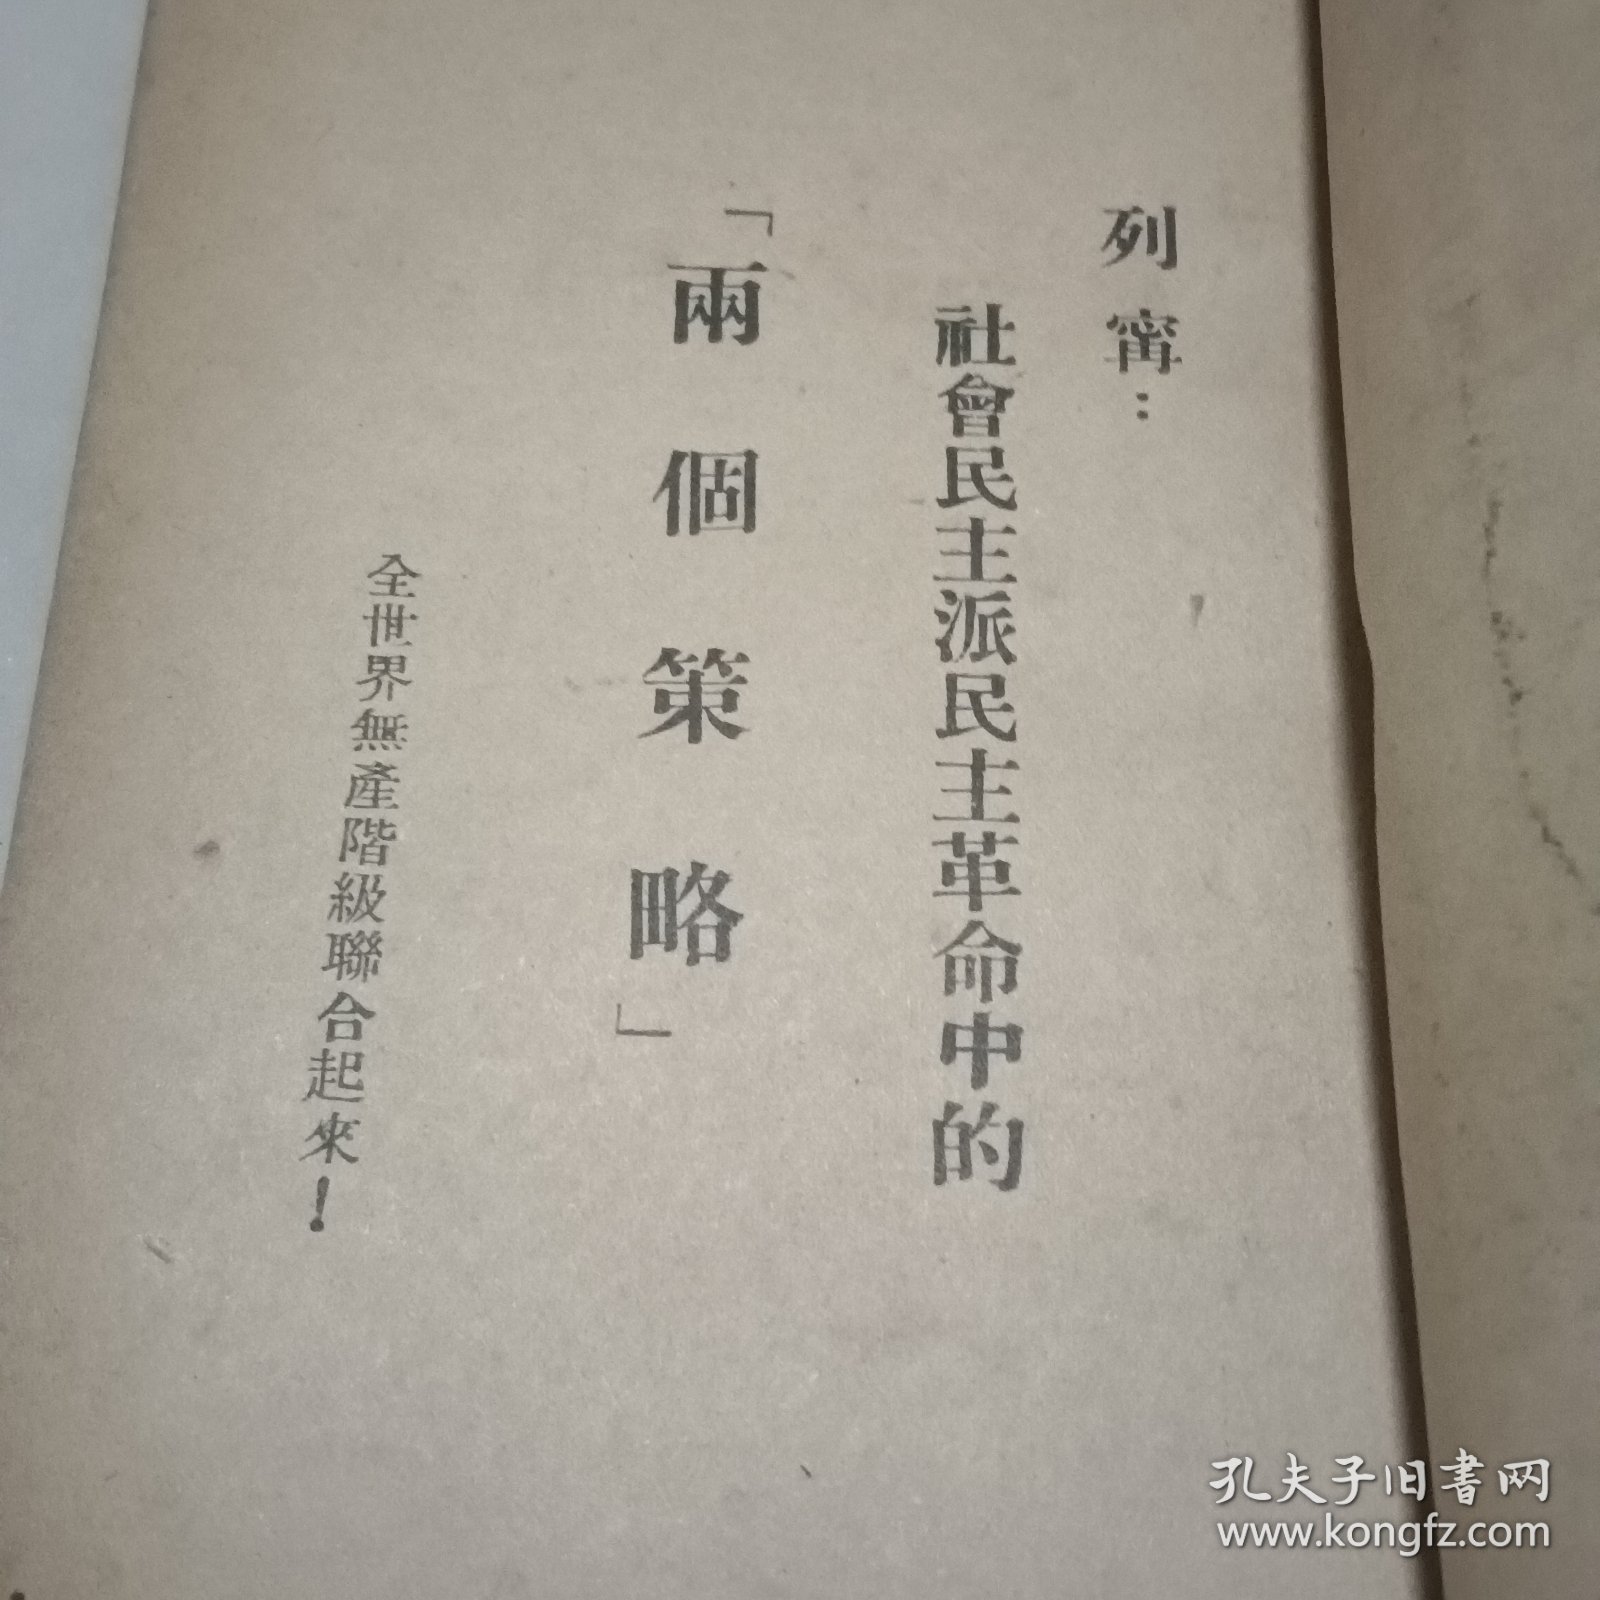 列甯：
社會民主派民主革命中的
「兩個策略」
全世界無產階級聯合起來！
孔夫子旧書网
www.kongfz.com